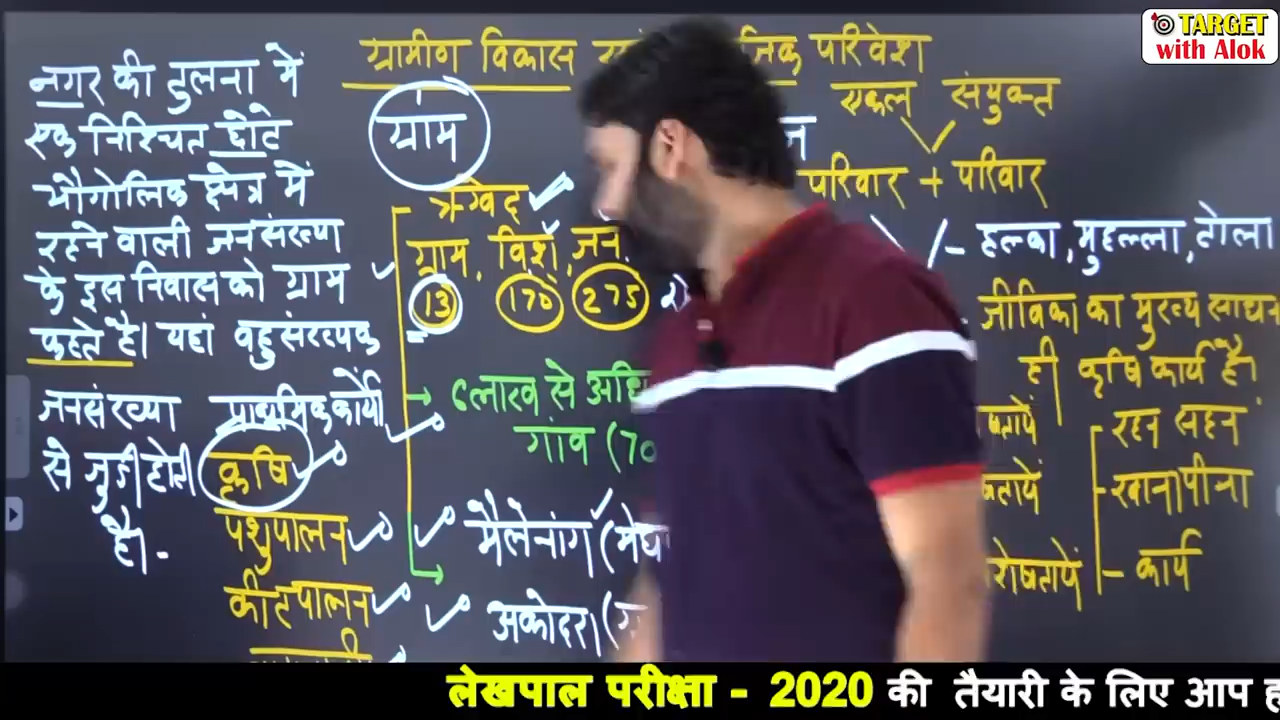 TARGET
with Alok
ग्रामीण विकास परिवेश
नगर की तुलना में
एक निश्चित छोटे
भौगोलिक क्षेत्र में
रहने वाली जनसंख्या
के इस निवास को ग्राम
कहते है। यहां बहुसंख्यक
जनसंख्या प्राथमिक कार्यो
से जुडी होती कृषि
है।-
पशुपालन
कीटपालन
ग्राम
ऋग्वेद
ग्राम, विश, जन
13 170 275
८लाख से
गांव (70
मैलेनांग (मेघ
अकोदरा (
एकल संयुक्त
परिवार + परिवार
हल्का, मुहल्ला, टोला
जीविका का मुख्य साधन
ही कृषि कार्य है।
रहन सहन
खानापीना
कार्य
लेखपाल परीक्षा - 2020 की तैयारी के लिए आप